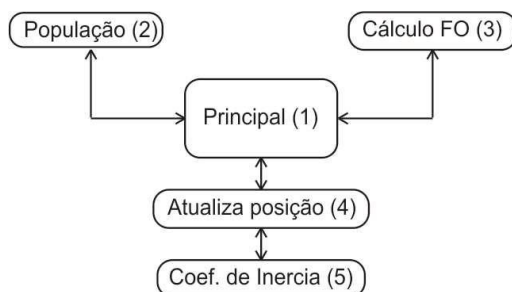 População (2)
Cálculo FO (3)
Principal (1)
Atualiza posição (4)
Coef. de Inercia (5)